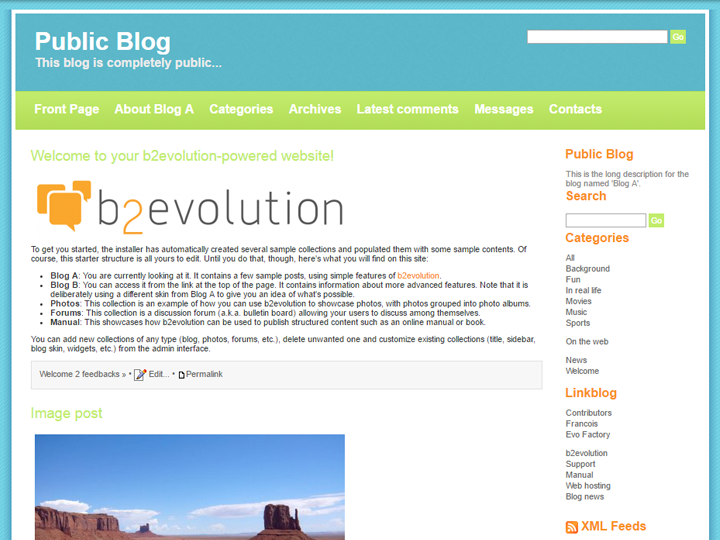 Public Blog
This blog is completely public...
Go
Front Page About Blog A Categories Archives Latest comments Messages Contacts
Welcome to your b2evolution-powered website!
b2evolution
To get you started, the installer has automatically created several sample collections and populated them with some sample contents. Of
course, this starter structure is all yours to edit. Until you do that, though, here's what you will find on this site:
• Blog A: You are currently looking at it. It contains a few sample posts, using simple features of b2evolution.
• Blog B: You can access it from the link at the top of the page. It contains information about more advanced features. Note that it is
deliberately using a different skin from Blog A to give you an idea of what's possible.
• Photos: This collection is an example of how you can use b2evolution to showcase photos, with photos grouped into photo albums.
• Forums: This collection is a discussion forum (a.k.a. bulletin board) allowing your users to discuss among themselves.
• Manual: This showcases how b2evolution can be used to publish structured content such as an online manual or book.
You can add new collections of any type (blog, photos, forums, etc.), delete unwanted one and customize existing collections (title, sidebar,
blog skin, widgets, etc.) from the admin interface.
Welcome 2 feedbacks » • Edit... • Permalink
Image post
Public Blog
This is the long description for the
blog named 'Blog A'.
Search
Go
Categories
All
Background
Fun
In real life
Movies
Music
Sports
On the web
News
Welcome
Linkblog
Contributors
Francois
Evo Factory
b2evolution
Support
Manual
Web hosting
Blog news
XML Feeds